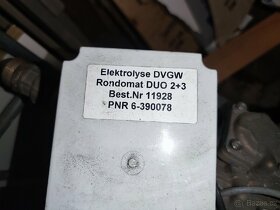 Elektrolyse DVGW
Rondomat DUO 2+3
Best.Nr 11928
PNR 6-390078